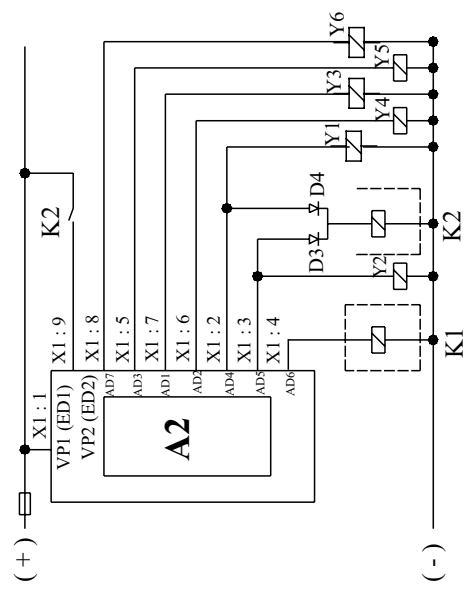 (+)
(-)
X1 : 1
X1 : 9
X1 : 8
X1 : 5
X1 : 7
X1 : 6
X1 : 2
X1 : 3
X1 : 4
VP1 (ED1)
VP2 (ED2)
AD7
AD3
AD1
AD2
AD4
AD5
AD6
A2
K2
Y6
Y5
Y3
Y4
Y1
D4
D3
Y2
K2
K1